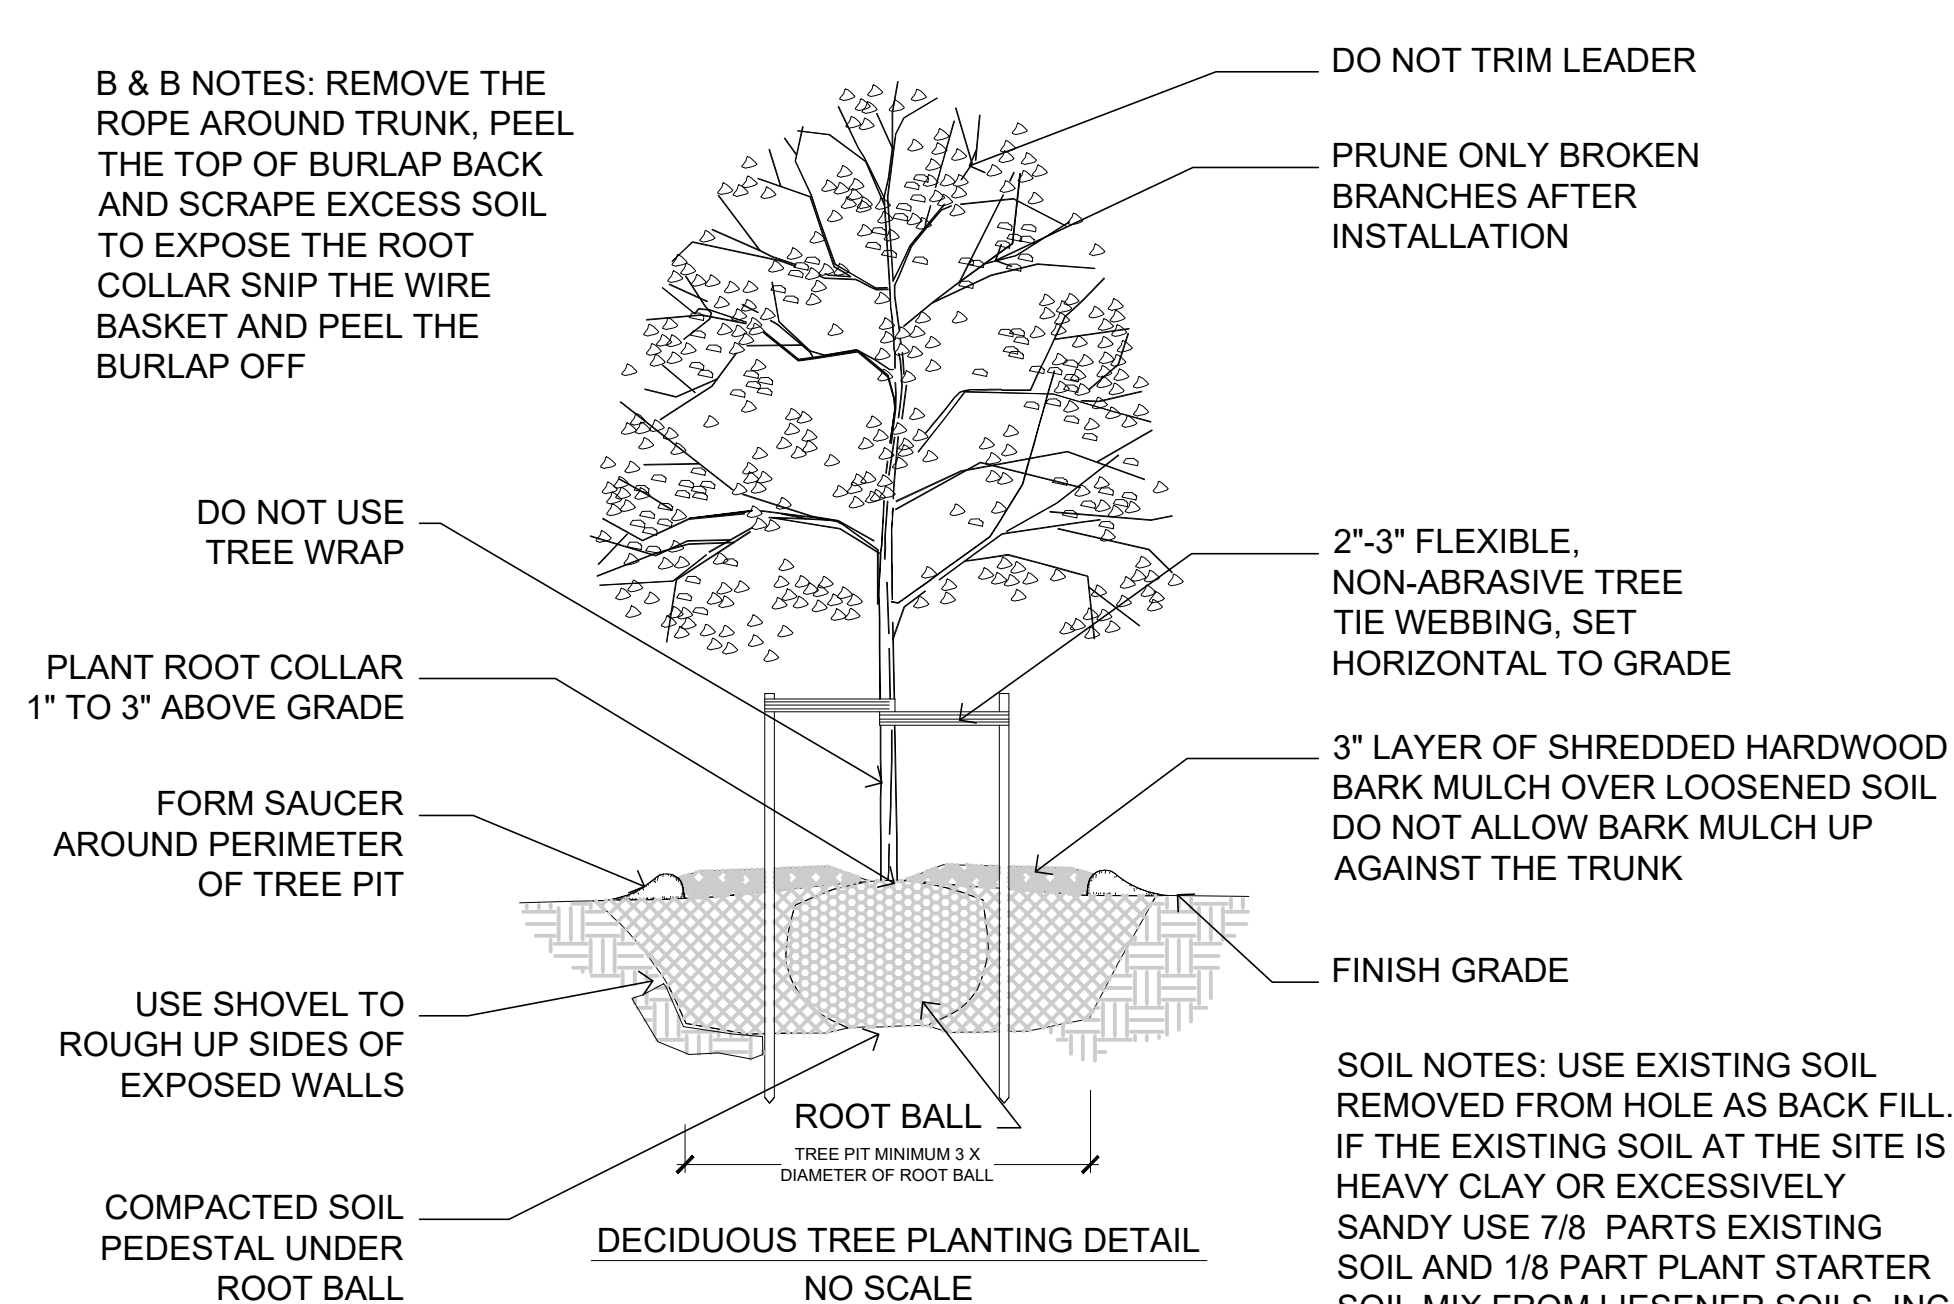 B & B NOTES: REMOVE THE
ROPE AROUND TRUNK, PEEL
THE TOP OF BURLAP BACK
AND SCRAPE EXCESS SOIL
TO EXPOSE THE ROOT
COLLAR SNIP THE WIRE
BASKET AND PEEL THE
BURLAP OFF
DO NOT USE
TREE WRAP
PLANT ROOT COLLAR
1" TO 3" ABOVE GRADE
FORM SAUCER
AROUND PERIMETER
OF TREE PIT
USE SHOVEL TO
ROUGH UP SIDES OF
EXPOSED WALLS
COMPACTED SOIL
PEDESTAL UNDER
ROOT BALL
ROOT BALL
TREE PIT MINIMUM 3 X
DIAMETER OF ROOT BALL
DECIDUOUS TREE PLANTING DETAIL
NO SCALE
DO NOT TRIM LEADER
PRUNE ONLY BROKEN
BRANCHES AFTER
INSTALLATION
2"-3" FLEXIBLE,
NON-ABRASIVE TREE
TIE WEBBING, SET
HORIZONTAL TO GRADE
3" LAYER OF SHREDDED HARDWOOD
BARK MULCH OVER LOOSENED SOIL
DO NOT ALLOW BARK MULCH UP
AGAINST THE TRUNK
FINISH GRADE
SOIL NOTES: USE EXISTING SOIL
REMOVED FROM HOLE AS BACK FILL.
IF THE EXISTING SOIL AT THE SITE IS
HEAVY CLAY OR EXCESSIVELY
SANDY USE 7/8 PARTS EXISTING
SOIL AND 1/8 PART PLANT STARTER
SOIL MIX FROM LIESENER SOILS, INC